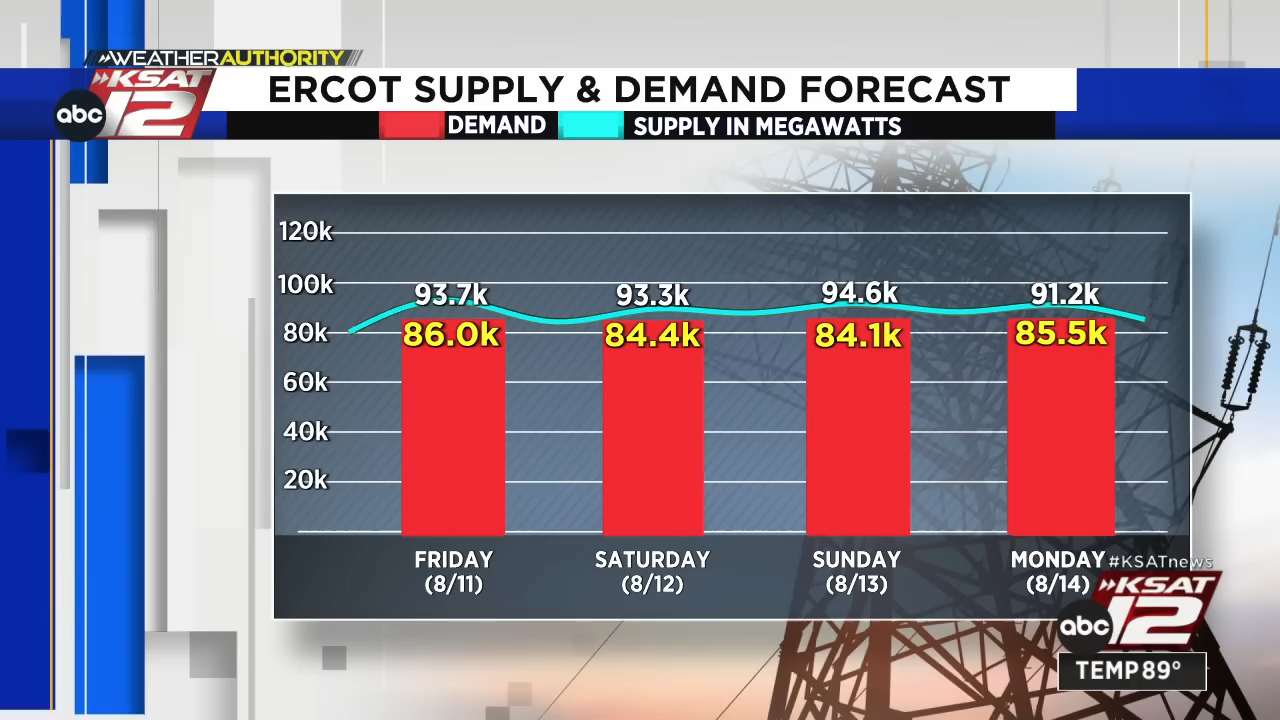 WEATHERAUTHORITY
KSAT
abc 12
ERCOT SUPPLY & DEMAND FORECAST
DEMAND SUPPLY IN MEGAWATTS
120k
100k
80k
60k
40k
20k
93.7k 93.3k 94.6k 91.2k
86.0k 84.4k 84.1k 85.5k
FRIDAY SATURDAY SUNDAY MONDAY
(8/11) (8/12) (8/13) (8/14)
#KSATnews
KSAT
abc 12
TEMP 89°